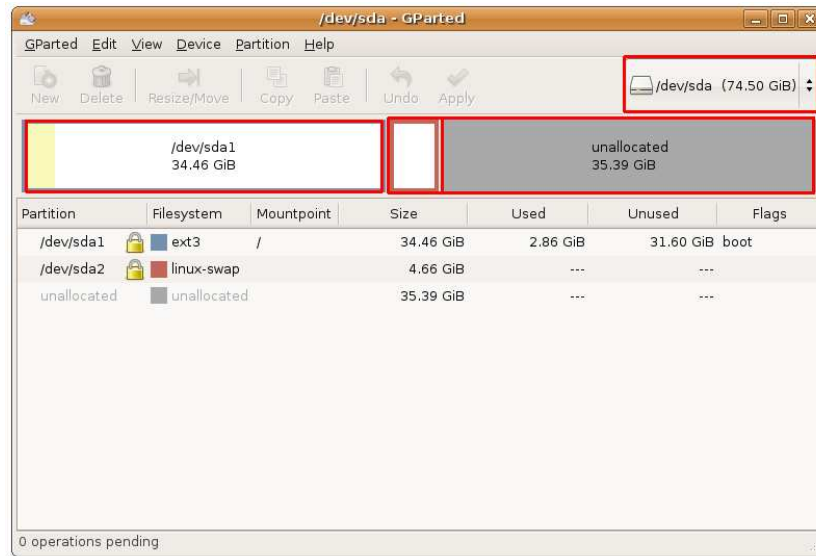 /dev/sda - GParted
GParted Edit View Device Partition Help
New Delete Resize/Move Copy Paste Undo Apply /dev/sda (74.50 GiB)
/dev/sda1 unallocated
34.46 GiB 35.39 GiB
Partition Filesystem Mountpoint Size Used Unused Flags
/dev/sda1 ext3 / 34.46 GiB 2.86 GiB 31.60 GiB boot
/dev/sda2 linux-swap 4.66 GiB --- ---
unallocated unallocated 35.39 GiB --- ---
0 operations pending